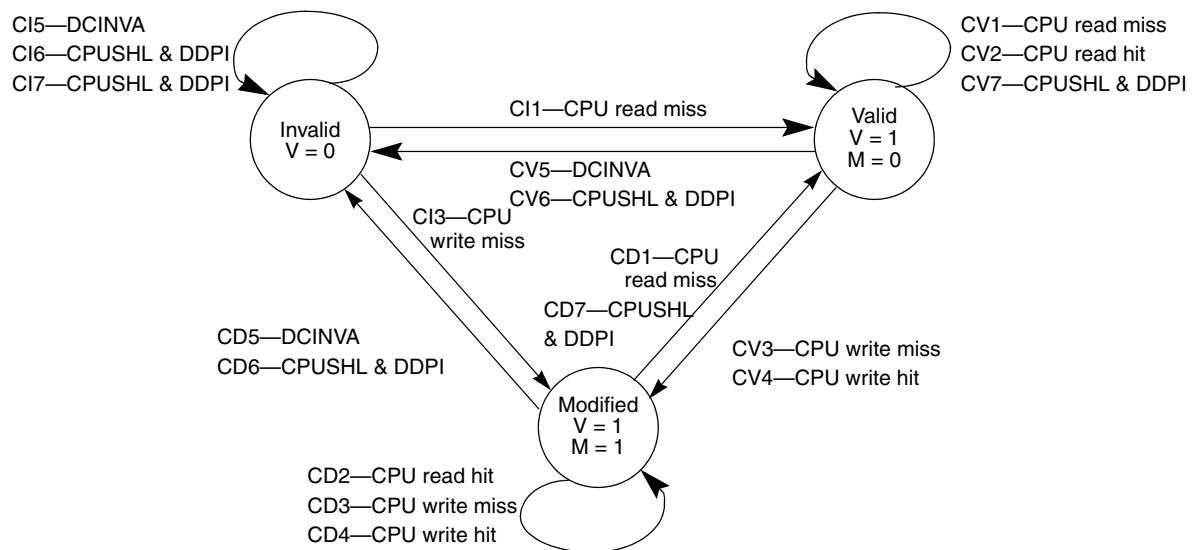 CI5—DCINVA
CI6—CPUSHL & DDPI
CI7—CPUSHL & DDPI
CV1—CPU read miss
CV2—CPU read hit
CV7—CPUSHL & DDPI
Invalid
V = 0
CI1—CPU read miss
Valid
V = 1
M = 0
CV5—DCINVA
CV6—CPUSHL & DDPI
CI3—CPU
write miss
CD1—CPU
read miss
CD7—CPUSHL
& DDPI
CD5—DCINVA
CD6—CPUSHL & DDPI
CV3—CPU write miss
CV4—CPU write hit
Modified
V = 1
M = 1
CD2—CPU read hit
CD3—CPU write miss
CD4—CPU write hit